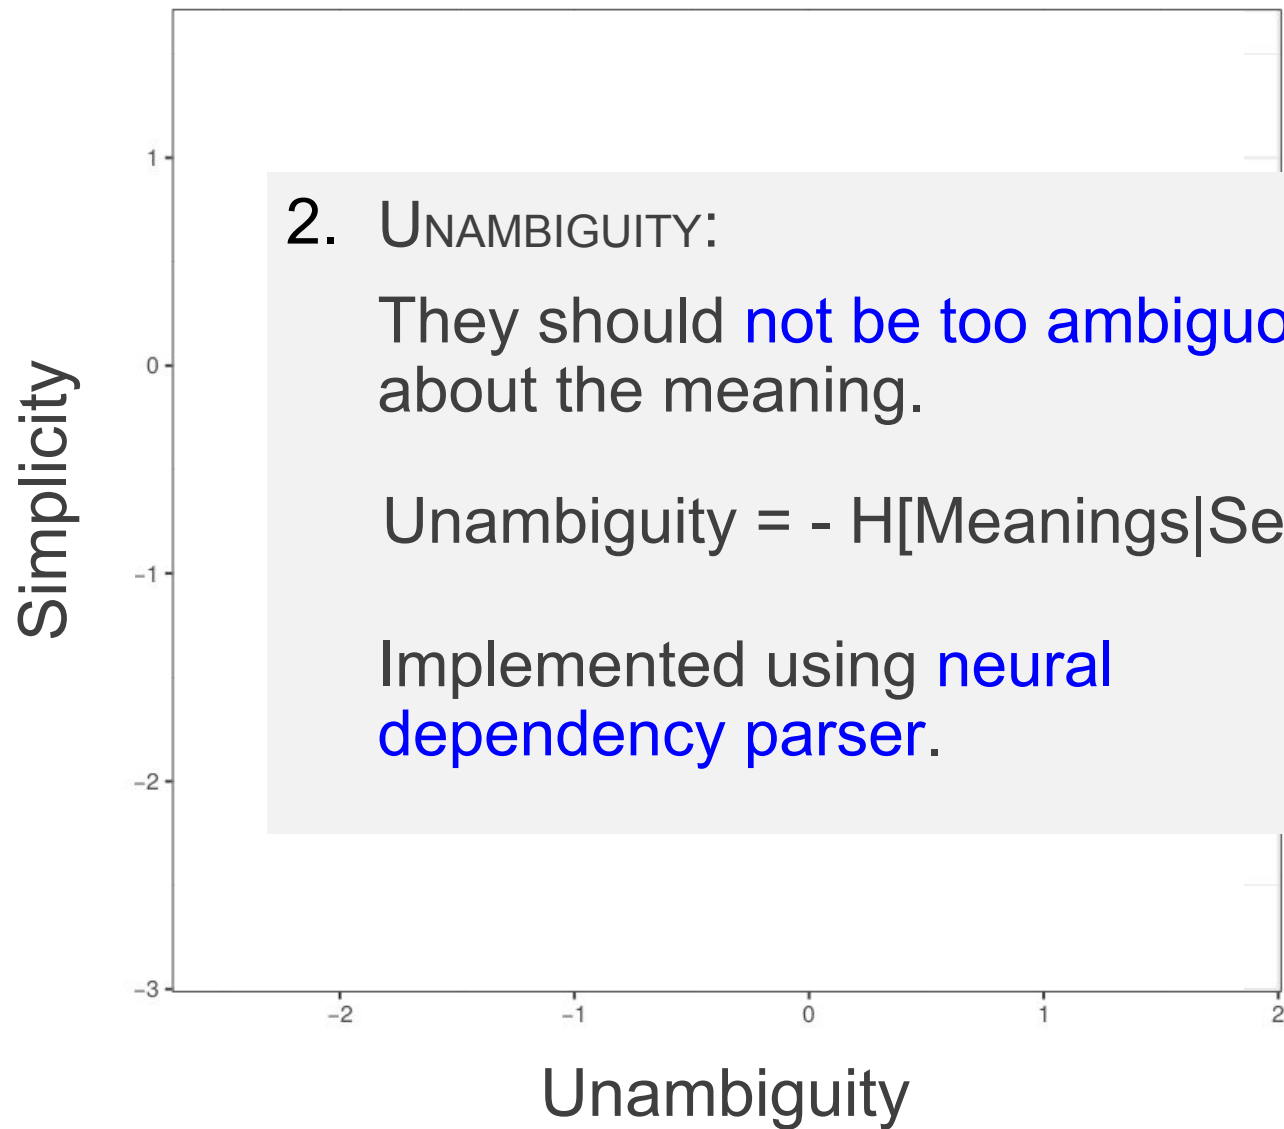 Simplicity
1
0
−1
−2
−3
2. UNAMBIGUITY:
They should not be too ambiguo
about the meaning.
Unambiguity = - H[Meanings|Se
Implemented using neural
dependency parser.
−2 −1 0 1 2
Unambiguity